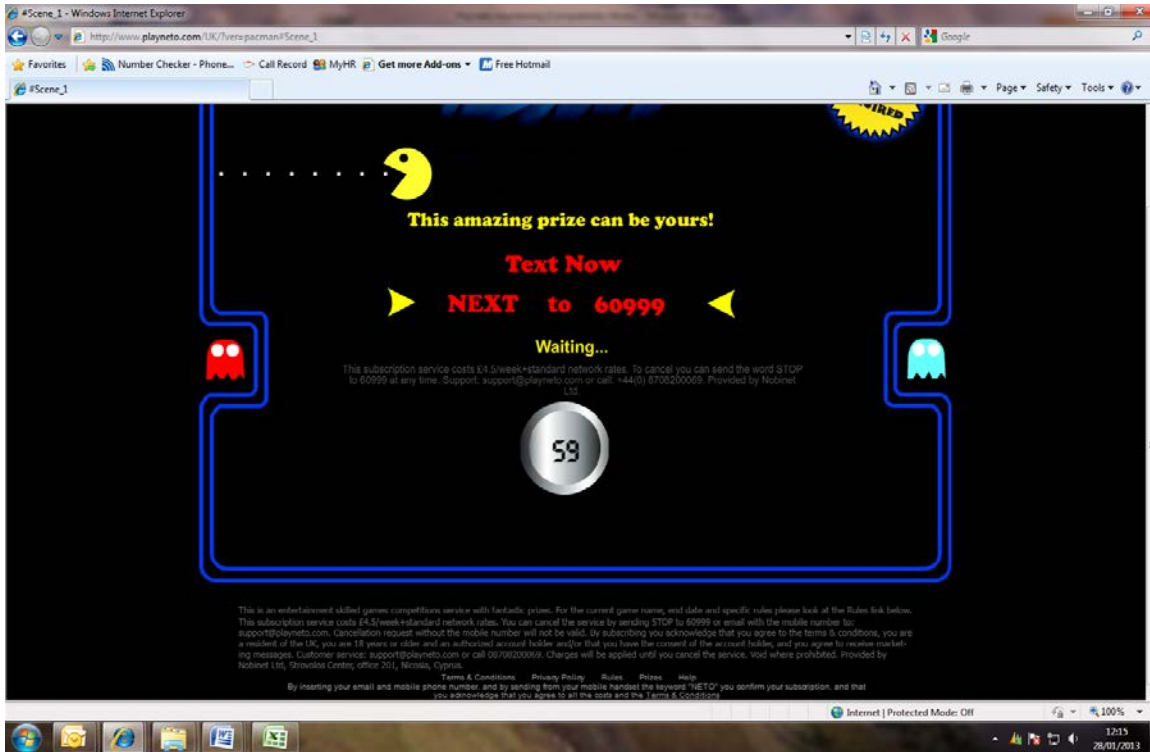 #Scene_1 - Windows Internet Explorer
http://www.playneto.com/UK/?ver=pacman#Scene_1
Google
Favorites Number Checker - Phone... Call Record MyHR Get more Add-ons Free Hotmail
#Scene_1 Page Safety Tools
This amazing prize can be yours!
Text Now
NEXT to 60999
Waiting...
This subscription service costs £4.5/week+standard network rates. To cancel you can send the word STOP
to 60999 at any time. Support: support@playneto.com or call: +44(0) 8708200069. Provided by Nobinet
Ltd.
59
This is an entertainment skilled games competitions service with fantastic prizes. For the current game name, end date and specific rules please look at the Rules link below.
This subscription service costs £4.5/week+standard network rates. You can cancel the service by sending STOP to 60999 or email with the mobile number to:
support@playneto.com. Cancellation request without the mobile number will not be valid. By subscribing you acknowledge that you agree to the terms & conditions, you are
a resident of the UK, you are 18 years or older and an authorized account holder and/or that you have the consent of the account holder, and you agree to receive market-
ing messages. Customer service: support@playneto.com or call 08708200069. Charges will be applied until you cancel the service. Void where prohibited. Provided by
Nobinet Ltd, Strovolos Center, office 201, Nicosia, Cyprus.
Terms & Conditions Privacy Policy Rules Prizes Help
By inserting your email and mobile phone number, and by sending from your mobile handset the keyword "NETO" you confirm your subscription, and that
you acknowledge that you agree to all the costs and the Terms & Conditions
Internet | Protected Mode: Off 100%
12:15
28/01/2013